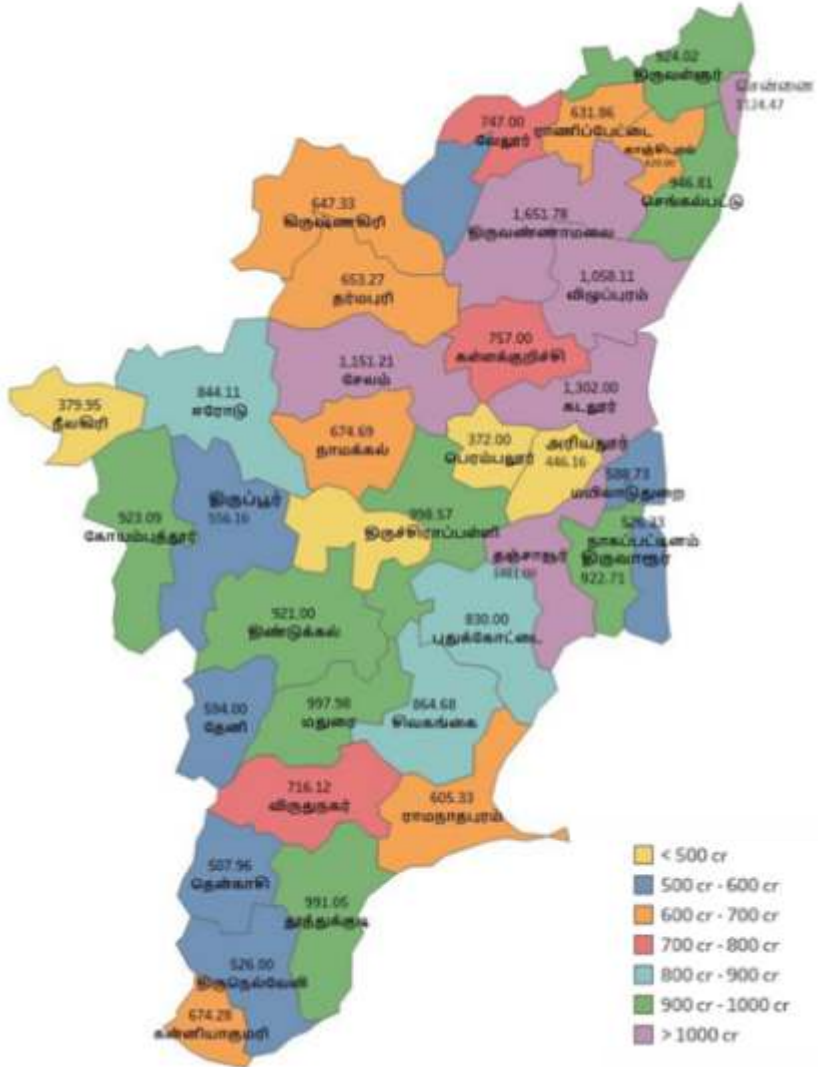 924.02
திருவள்ளூர்
சென்னை
747.00
வேலூர்
631.86
ராணிப்பேட்டை
காஞ்சிபுரம்
946.81
செங்கல்பட்டு
647.33
கிருஷ்ணகிரி
1,651.78
திருவண்ணாமலை
1,058.11
விழுப்புரம்
653.27
தர்மபுரி
757.00
கள்ளக்குறிச்சி
1,151.21
சேலம்
1,302.00
கடலூர்
844.11
ஈரோடு
379.95
நீலகிரி
674.69
நாமக்கல்
372.00
பெரம்பலூர்
அரியலூர்
446.16
588.73
மயிலாடுதுறை
திருப்பூர்
556.16
923.09
கோயம்புத்தூர்
998.57
திருச்சிராப்பள்ளி
தஞ்சாவூர்
நாகப்பட்டினம்
திருவாரூர்
922.71
921.00
திண்டுக்கல்
830.00
புதுக்கோட்டை
594.00
தேனி
997.98
மதுரை
864.68
சிவகங்கை
716.12
விருதுநகர்
605.33
ராமநாதபுரம்
507.96
தென்காசி
991.05
தூத்துக்குடி
526.00
திருநெல்வேலி
674.28
கன்னியாகுமரி
< 500 cr
500 cr - 600 cr
600 cr - 700 cr
700 cr - 800 cr
800 cr - 900 cr
900 cr - 1000 cr
> 1000 cr